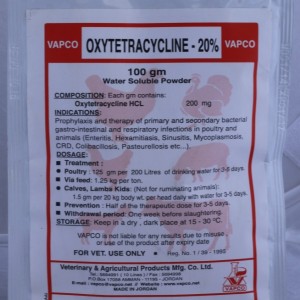 VAPCO
OXYTETRACYCLINE - 20%
VAPCO
100 gm
Water Soluble Powder
COMPOSITION: Each gm contains:
Oxytetracycline HCL 200 mg
INDICATIONS:
Prophylaxis and therapy of primary and secondary bacterial
gastro-intestinal and respiratory infections in poultry and
animals (Enteritis, Hexamitiasis, Sinusitis, Mycoplasmosis,
CRD, Colibacillosis, Pasteurellosis etc...)
DOSAGE:
Treatment :
Poultry : 125 gm per 200 Litres of drinking water for
Via feed: 1.25 kg per ton.
Calves, Lambs Kids: (Not for ruminating animals):
1.5 gm per 20 kg body wt. per head daily with water for 3-5 days.
Prevention : Half of the therapeutic dose for 3-5 days.
Withdrawal period: One week before slaughtering.
STORAGE: Keep in a dry , dark place at 15 - 30 °C.
VAPCO is not liable for any results due to misuse
or use of the product after expiry date
FOR VET. USE ONLY
Reg. No.
Veterinary & Agricultural Products Mfg. Co. Ltd.
AMMAN - JORDAN
MADE IN JORDAN
VAPCO